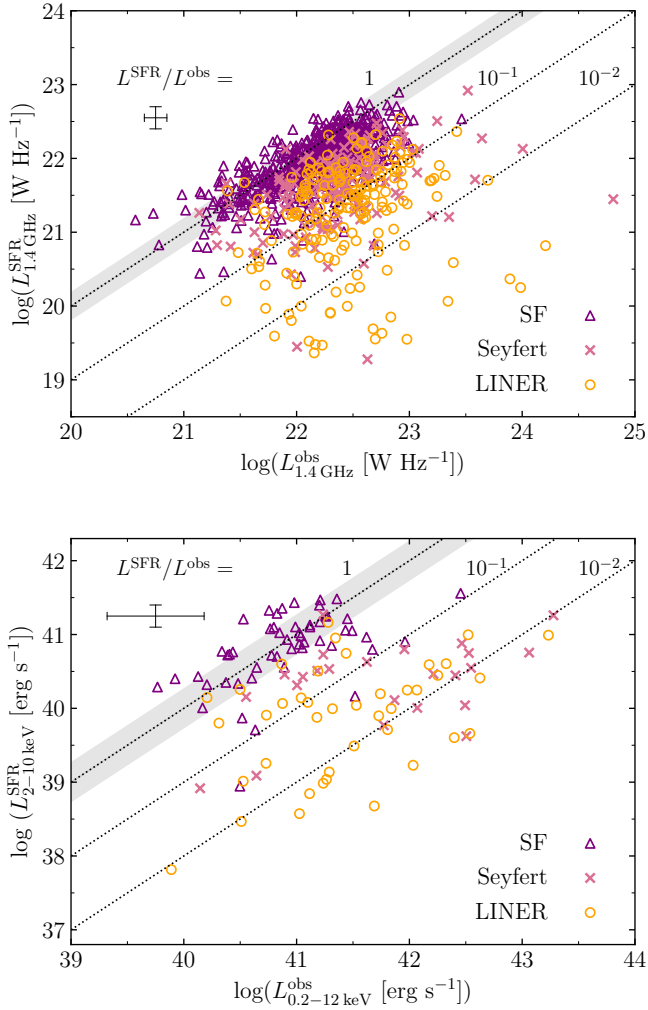 24
23
22
21
20
19
log(L^SFR_1.4 GHz [W Hz⁻¹])
L^SFR/L^obs =
1
10⁻¹
10⁻²
SF
Seyfert
LINER
20 21 22 23 24 25
log(L^obs_1.4 GHz [W Hz⁻¹])
42
41
40
39
38
37
log (L^SFR_2−10 keV [erg s⁻¹])
L^SFR/L^obs =
1
10⁻¹
10⁻²
SF
Seyfert
LINER
39 40 41 42 43 44
log(L^obs_0.2−12 keV [erg s⁻¹])